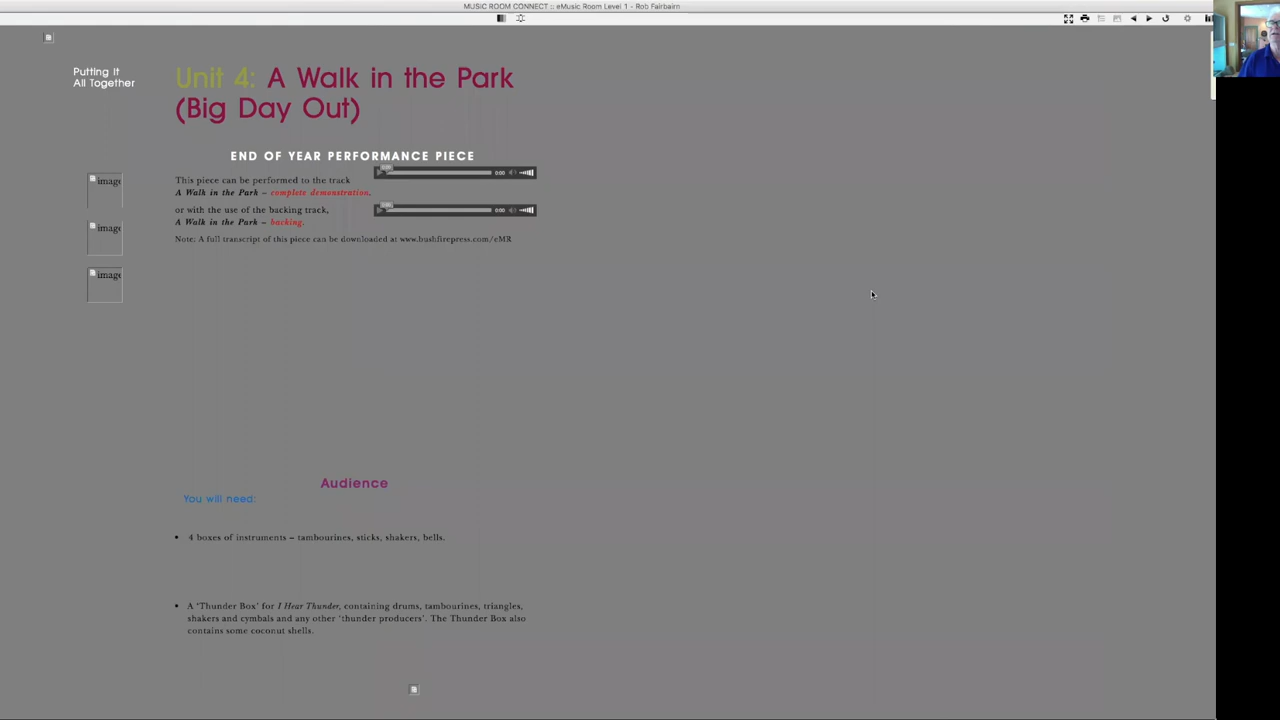 MUSIC ROOM CONNECT :: eMusic Room Level 1 - Rob Fairbairn
Putting It
All Together
Unit 4: A Walk in the Park
(Big Day Out)
END OF YEAR PERFORMANCE PIECE
This piece can be performed to the track
0:00
0:00
A Walk in the Park – complete demonstration.
or with the use of the backing track,
0:00
0:00
A Walk in the Park – backing.
Note: A full transcript of this piece can be downloaded at www.bushfirepress.com/eMR
image
image
image
Audience
You will need:
• 4 boxes of instruments – tambourines, sticks, shakers, bells.
• A ‘Thunder Box’ for I Hear Thunder, containing drums, tambourines, triangles,
shakers and cymbals and any other ‘thunder producers’. The Thunder Box also
contains some coconut shells.